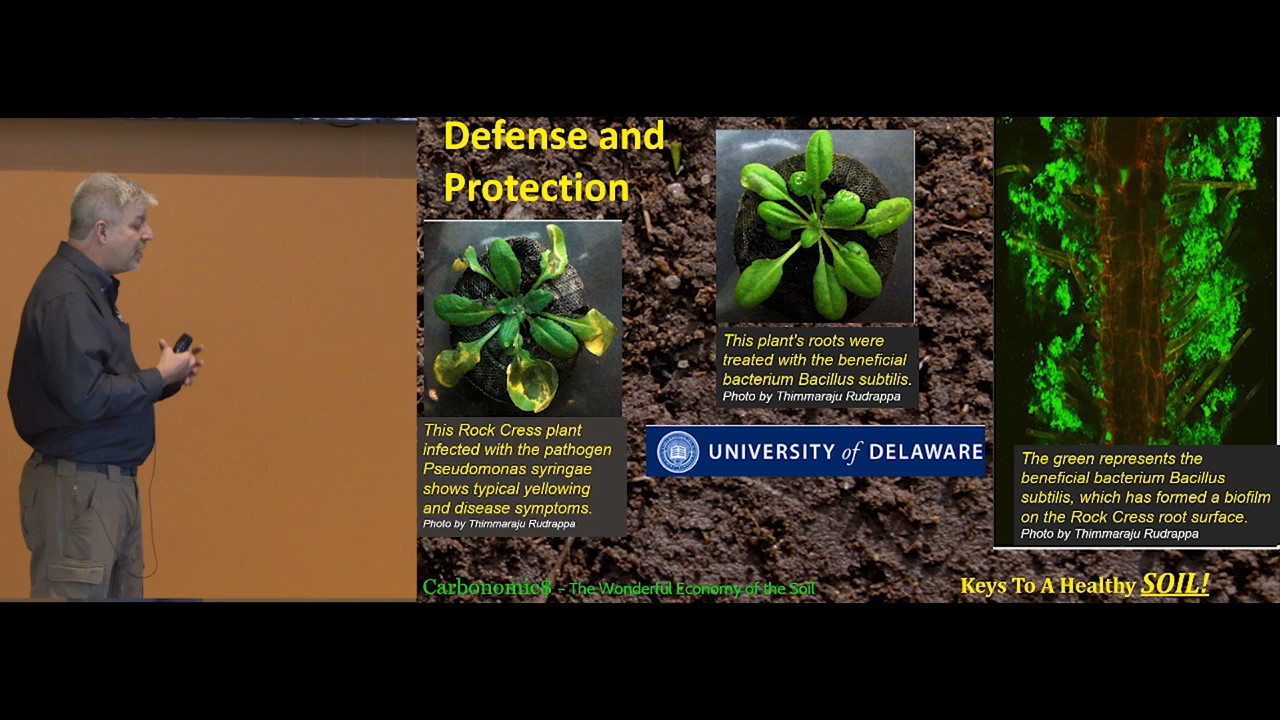 Defense and
Protection
This Rock Cress plant
infected with the pathogen
Pseudomonas syringae
shows typical yellowing
and disease symptoms.
Photo by Thimmaraju Rudrappa
This plant's roots were
treated with the beneficial
bacterium Bacillus subtilis.
Photo by Thimmaraju Rudrappa
UNIVERSITY of DELAWARE
The green represents the
beneficial bacterium Bacillus
subtilis, which has formed a biofilm
on the Rock Cress root surface.
Photo by Thimmaraju Rudrappa
Carbonomic$ – The Wonderful Economy of the Soil
Keys To A Healthy SOIL!